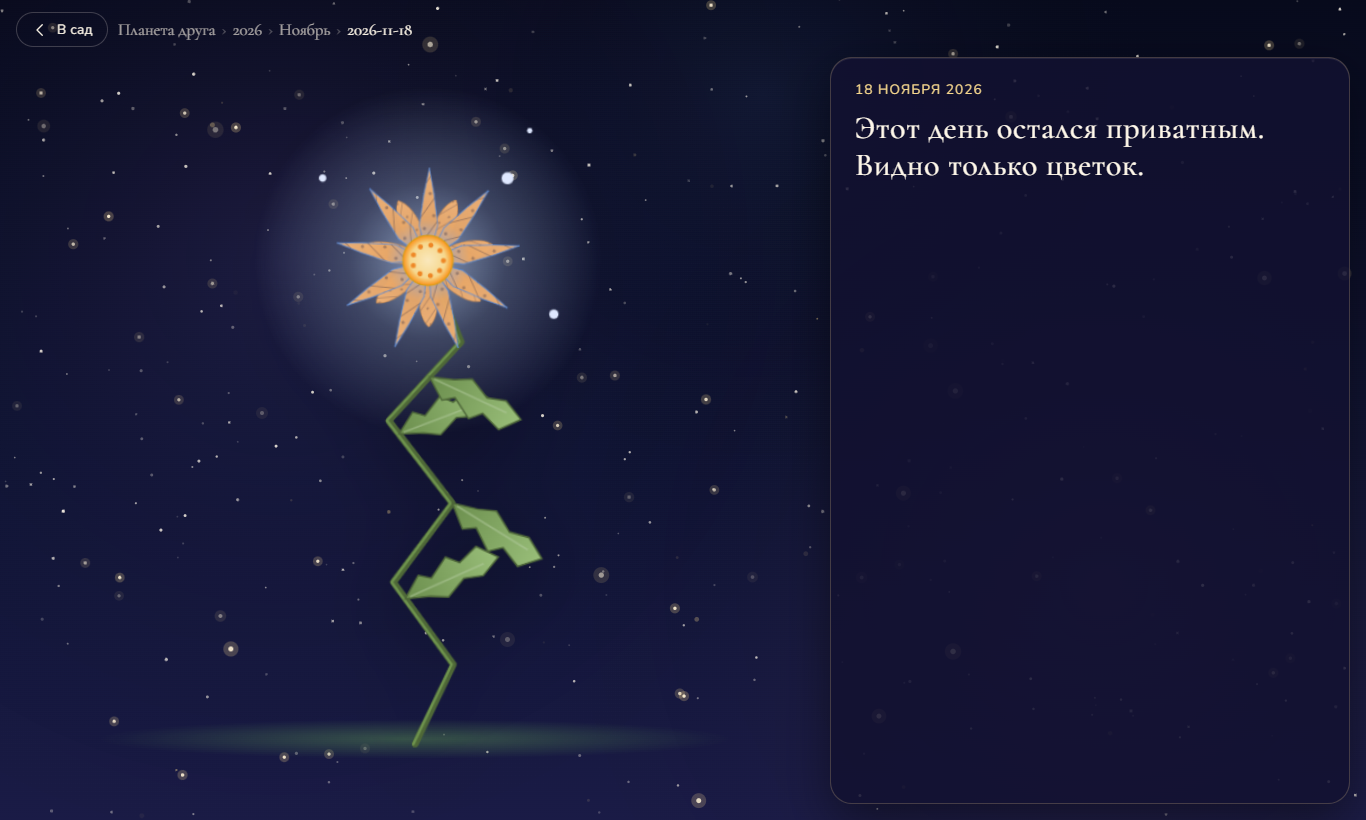 В сад
Планета друга › 2026 › Ноябрь › 2026-11-18
18 НОЯБРЯ 2026
Этот день остался приватным.
Видно только цветок.